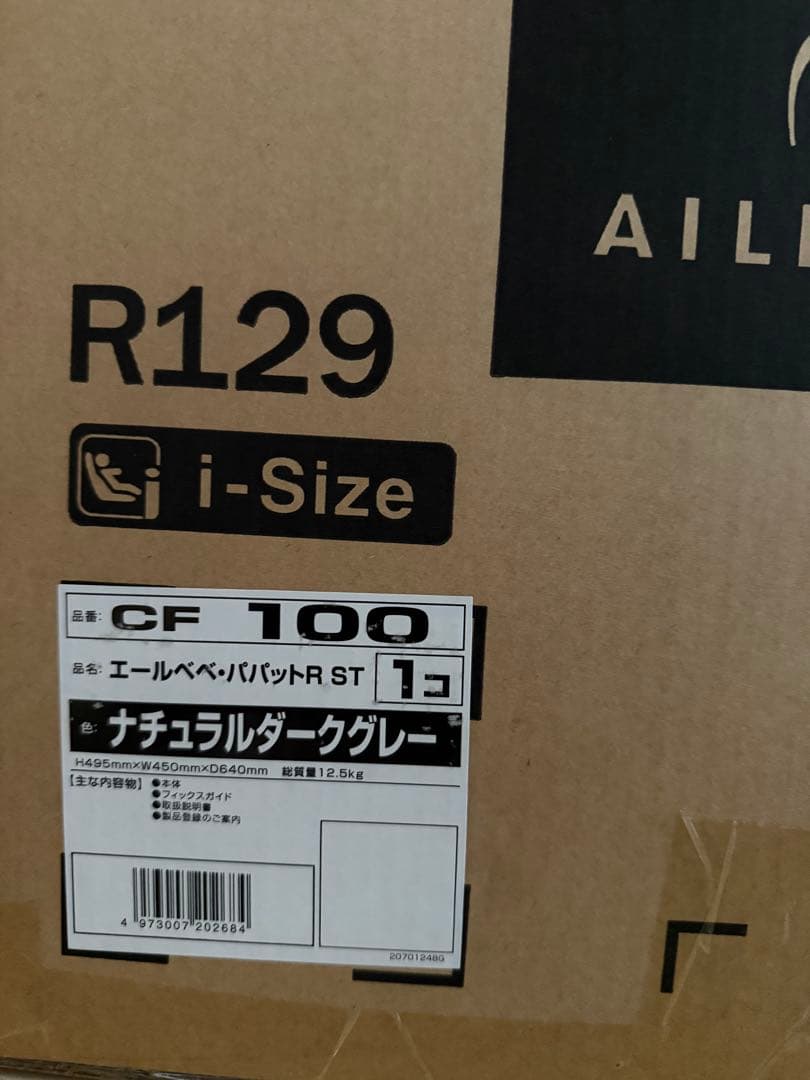 AIL
R129
i-Size
品番: CF 100
品名: エールベベ・パパットR ST 1コ
色: ナチュラルダークグレー
H495mm×W450mm×D640mm 総質量12.5kg
【主な内容物】 ●本体
●フィックスガイド
●取扱説明書
●製品登録のご案内
4 973007 202684
20701248G